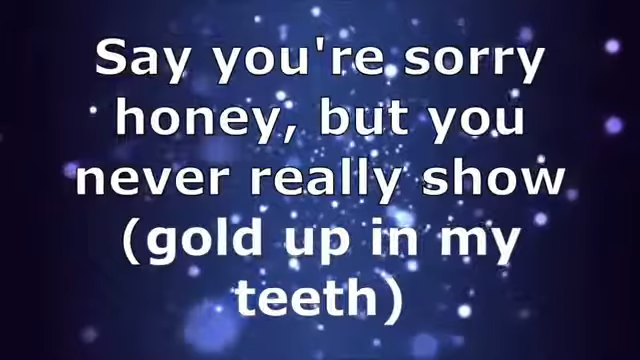 Say you're sorry
honey, but you
never really show
(gold up in my
teeth)